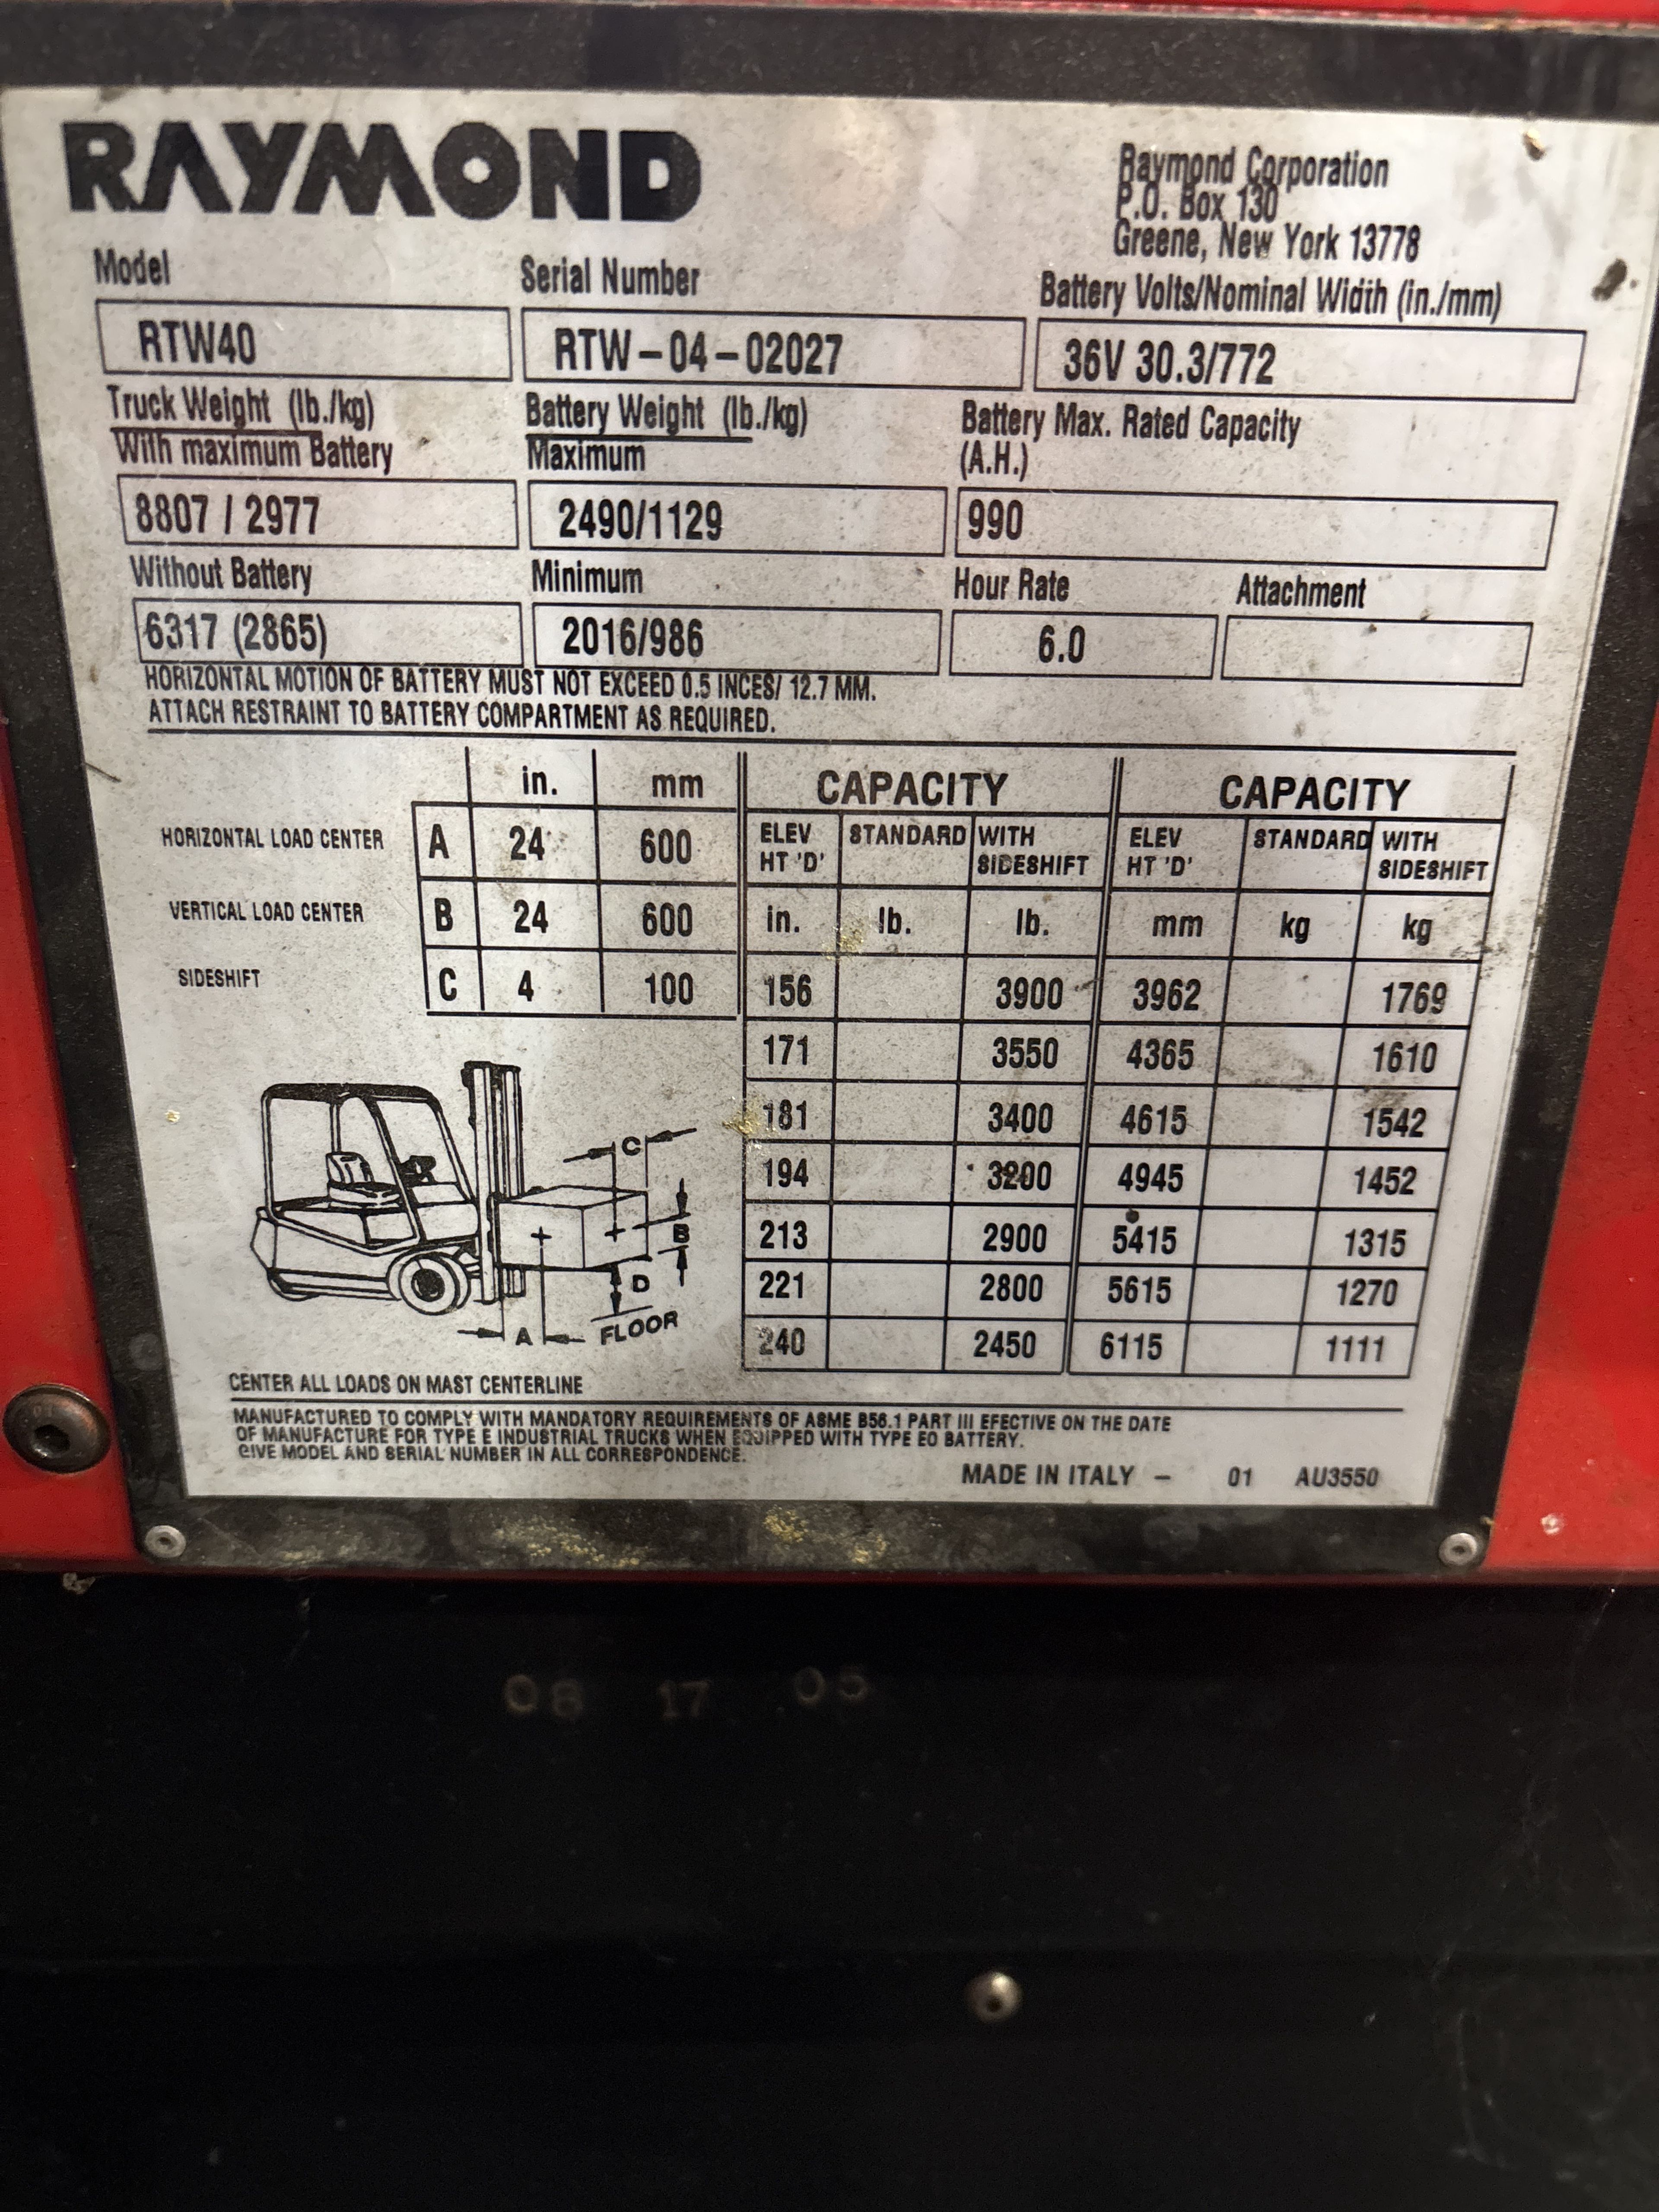 RAYMOND
Raymond Corporation
P.O. Box 130
Greene, New York 13778
Model Serial Number Battery Volts/Nominal Width (in./mm)
RTW40 RTW-04-02027 36V 30.3/772
Truck Weight (lb./kg) Battery Weight (lb./kg) Battery Max. Rated Capacity
With maximum Battery Maximum (A.H.)
8807 / 2977 2490/1129 990
Without Battery Minimum Hour Rate Attachment
6317 (2865) 2016/986 6.0
HORIZONTAL MOTION OF BATTERY MUST NOT EXCEED 0.5 INCES/ 12.7 MM.
ATTACH RESTRAINT TO BATTERY COMPARTMENT AS REQUIRED.
in. mm
HORIZONTAL LOAD CENTER A 24 600
VERTICAL LOAD CENTER B 24 600
SIDESHIFT C 4 100
CAPACITY CAPACITY
ELEV STANDARD WITH ELEV STANDARD WITH
HT 'D' SIDESHIFT HT 'D' SIDESHIFT
in. lb. lb. mm kg kg
156 3900 3962 1769
171 3550 4365 1610
181 3400 4615 1542
194 3200 4945 1452
213 2900 5415 1315
221 2800 5615 1270
240 2450 6115 1111
C
B
D
A FLOOR
CENTER ALL LOADS ON MAST CENTERLINE
MANUFACTURED TO COMPLY WITH MANDATORY REQUIREMENTS OF ASME B56.1 PART III EFECTIVE ON THE DATE
OF MANUFACTURE FOR TYPE E INDUSTRIAL TRUCKS WHEN EQUIPPED WITH TYPE EO BATTERY.
GIVE MODEL AND SERIAL NUMBER IN ALL CORRESPONDENCE.
MADE IN ITALY - 01 AU3550
08 17 05